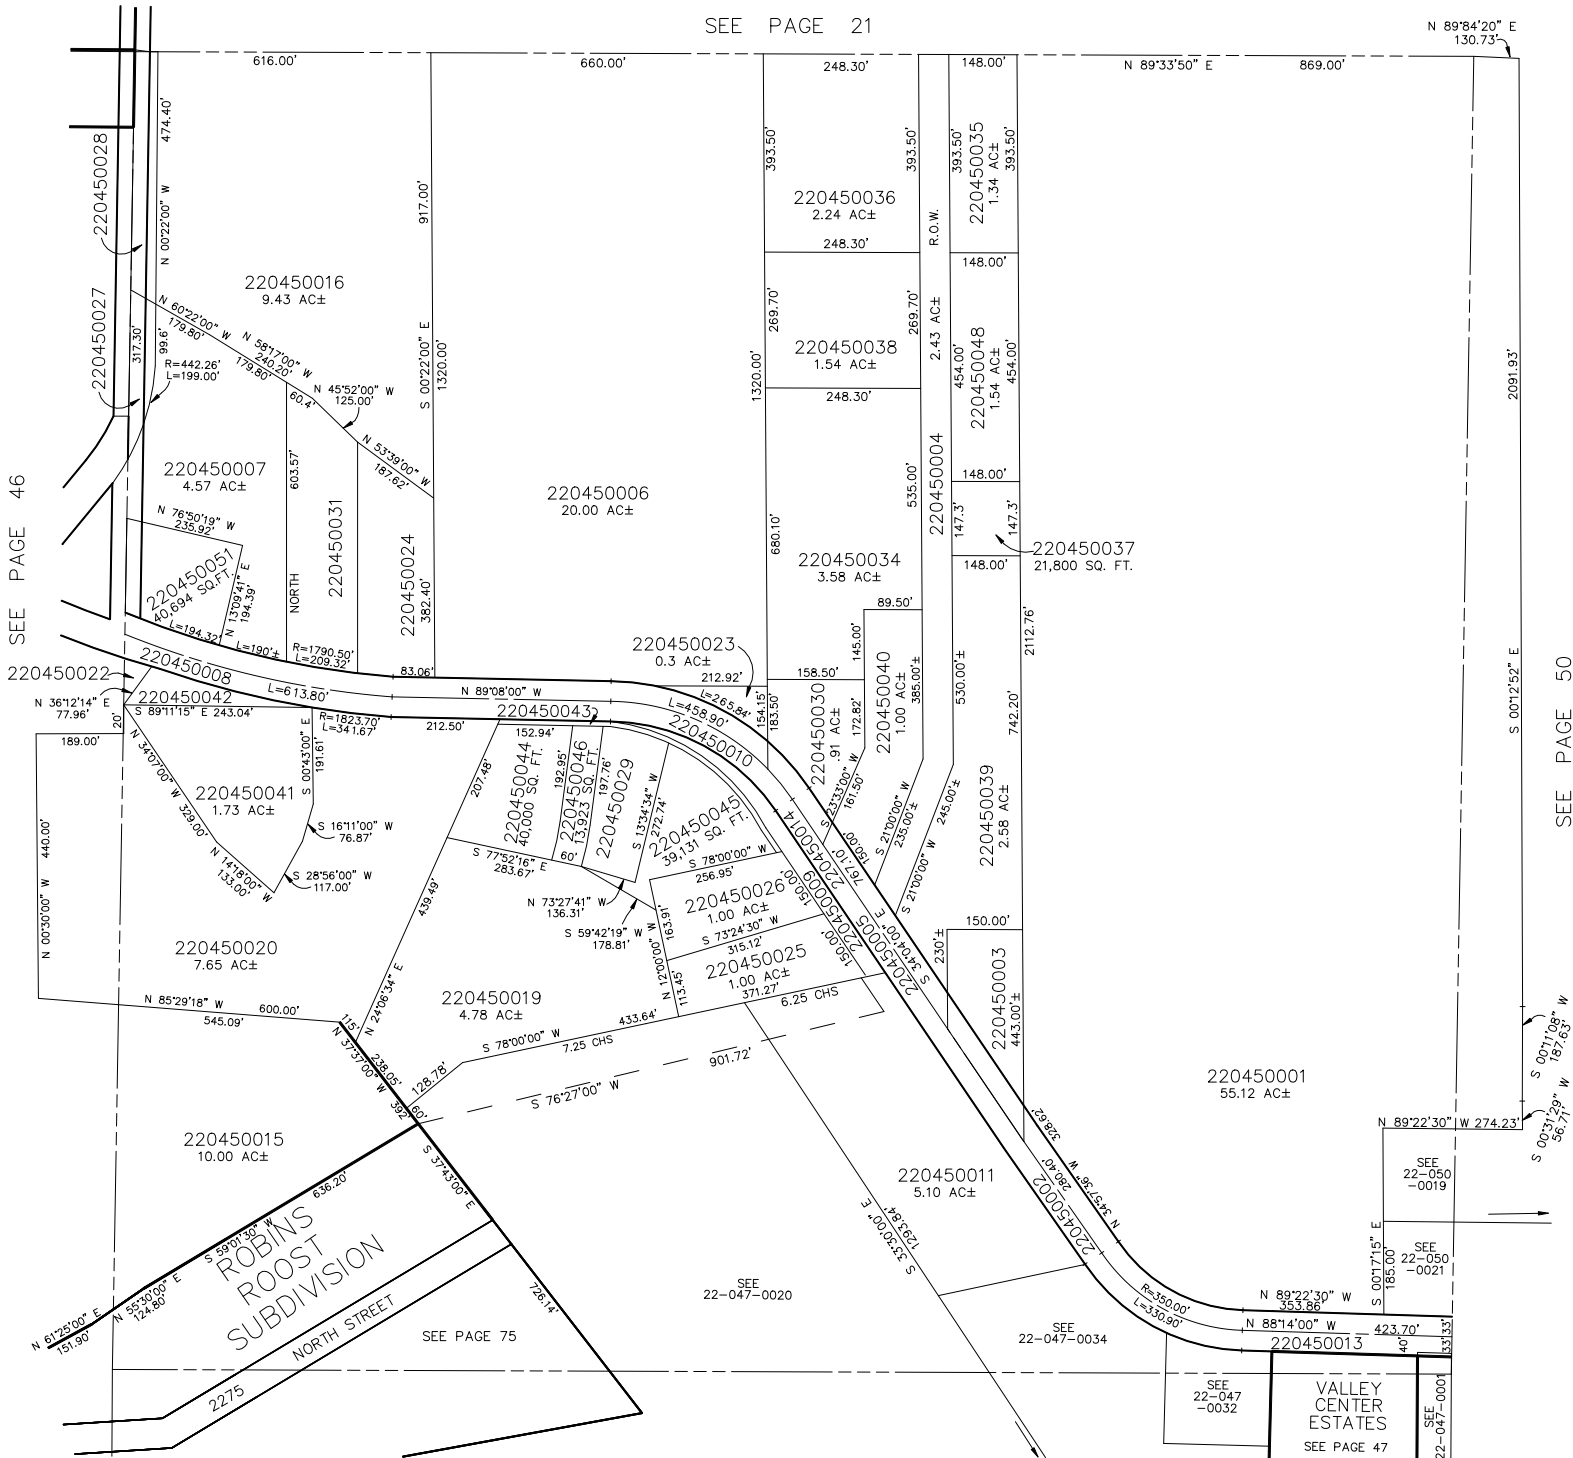 SEE PAGE 21
N 89°84'20" E
130.73'
616.00'
660.00'
248.30'
148.00'
N 89°33'50" E
869.00'
474.40'
N 00°22'00" W
220450028
220450027
317.30'
99.6'
R=442.26'
L=199.00'
220450016
9.43 AC±
N 60°22'00" W
179.80'
N 58°17'00" W
240.20'
179.80'
60.4'
N 45°52'00" W
125.00'
N 53°39'00" W
187.62'
917.00'
S 00°22'00" E
1320.00'
220450007
4.57 AC±
603.57'
NORTH
220450031
220450024
382.40'
N 76°50'19" W
235.92'
220450051
40,694 SQ.FT.
N 13°09'41" E
194.39'
L=194.32'
L=190'±
R=1790.50'
L=209.32'
83.06'
220450006
20.00 AC±
393.50'
393.50'
393.50'
393.50'
220450036
2.24 AC±
248.30'
269.70'
269.70'
220450038
1.54 AC±
248.30'
1320.00'
680.10'
535.00'
220450034
3.58 AC±
R.O.W.
2.43 AC±
220450004
220450035
1.34 AC±
148.00'
454.00'
454.00'
220450048
1.54 AC±
148.00'
147.3'
147.3'
148.00'
220450037
21,800 SQ. FT.
2112.76'
530.00'±
742.20'
2091.93'
S 00°12'52" E
SEE PAGE 46
SEE PAGE 50
220450023
0.3 AC±
212.92'
89.50'
145.00'
158.50'
220450040
1.00 AC±
385.00'±
220450030
.91 AC±
172.82'
154.15'
183.50'
S 23°33'00" W
161.50'
S 21°00'00" W
235.00'±
245.00'±
S 21°00'00" W
220450039
2.58 AC±
220450022
N 36°12'14" E
77.96'
220450008
220450042
L=613.80'
S 89°11'15" E 243.04'
R=1823.70'
L=341.67'
N 89°08'00" W
212.50'
220450043
152.94'
L=265.84'
L=458.90'
220450010
189.00'
20'
N 34°07'00" W
329.00'
S 00°43'00" E
191.61'
220450041
1.73 AC±
S 16°11'00" W
76.87'
S 28°56'00" W
117.00'
N 14°18'00" W
133.00'
440.00'
N 00°30'00" W
207.48'
439.49'
N 24°06'34" E
220450044
40,000 SQ. FT.
192.95'
220450046
13,923 SQ. FT.
197.76'
220450029
S 13°34'34" W
272.74'
220450045
39,131 SQ. FT.
S 77°52'16" E
283.67'
60'
N 73°27'41" W
136.31'
S 59°42'19" W
178.81'
S 78°00'00" W
256.95'
220450026
1.00 AC±
163.91'
150.00'
S 73°24'30" W
315.12'
220450025
1.00 AC±
N 12°00'00" W
113.45'
150.00'
371.27'
6.25 CHS
220450014
150.00'
767.10'
220450009
220450005
S 34°04'00" E
150.00'
230'±
220450003
443.00'±
220450020
7.65 AC±
N 85°29'18" W
600.00'
545.09'
220450019
4.78 AC±
433.64'
S 78°00'00" W
7.25 CHS
128.78'
115'
N 37°37'00" W
238.05'
392'
60'
901.72'
S 76°27'00" W
220450015
10.00 AC±
636.20'
S 59°01'30" W
S 37°43'00" E
ROBINS
ROOST
SUBDIVISION
N 55°30'00" E
124.80'
N 61°25'00" E
151.90'
NORTH STREET
2275
726.14'
SEE PAGE 75
220450001
55.12 AC±
220450011
5.10 AC±
S 33°30'00" E
1293.84'
328.62'
280.40'
N 34°57'36" W
220450002
SEE
22-047-0020
SEE
22-047-0034
R=350.00'
L=330.90'
S 00°11'08" W
187.63'
S 00°31'29" W
56.71'
N 89°22'30" W 274.23'
SEE
22-050
-0019
SEE
22-050
-0021
S 00°17'15" E
185.00'
N 89°22'30" W
353.86'
N 88°14'00" W
423.70'
220450013
40'
33'
33'
SEE
22-047
-0032
VALLEY
CENTER
ESTATES
SEE PAGE 47
SEE
22-047-0001